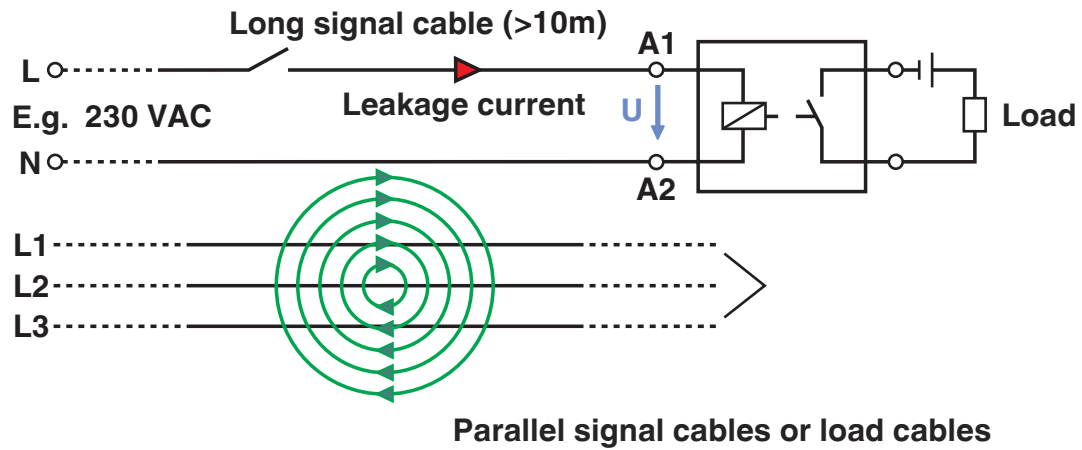 Long signal cable (>10m)
A1
L
Leakage current
U
Load
E.g. 230 VAC
N
A2
L1
L2
L3
Parallel signal cables or load cables